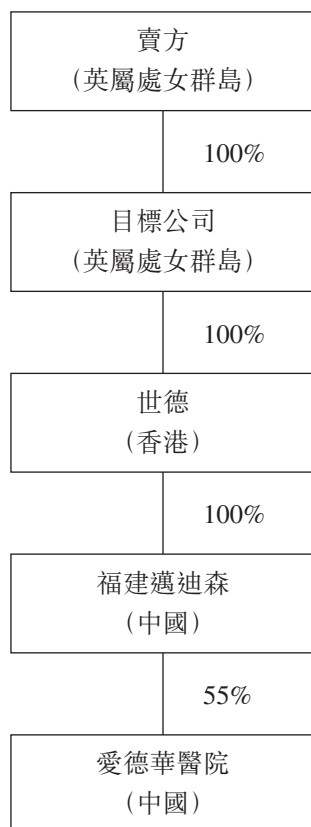 賣方
（英屬處女群島）
100%
目標公司
（英屬處女群島）
100%
世德
（香港）
100%
福建邁迪森
（中國）
55%
愛德華醫院
（中國）